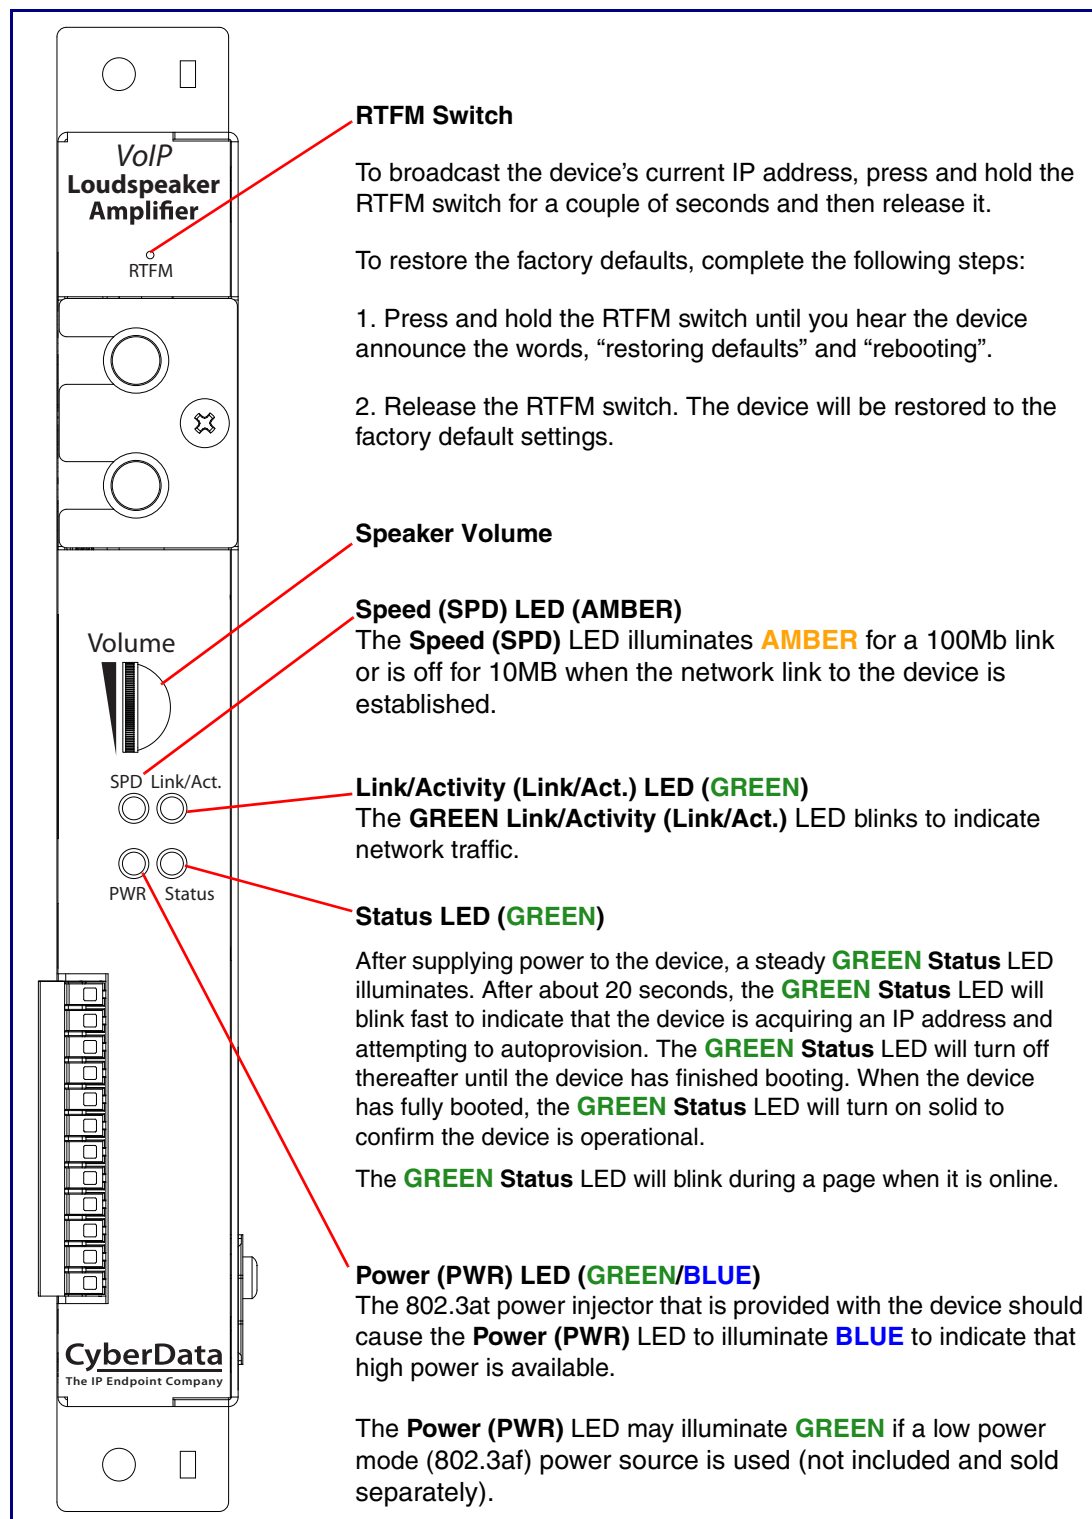 VoIP
Loudspeaker
Amplifier
RTFM
Volume
SPD Link/Act.
PWR Status
CyberData
The IP Endpoint Company
RTFM Switch
To broadcast the device's current IP address, press and hold the
RTFM switch for a couple of seconds and then release it.
To restore the factory defaults, complete the following steps:
1. Press and hold the RTFM switch until you hear the device
announce the words, “restoring defaults” and “rebooting”.
2. Release the RTFM switch. The device will be restored to the
factory default settings.
Speaker Volume
Speed (SPD) LED (AMBER)
The Speed (SPD) LED illuminates AMBER for a 100Mb link
or is off for 10MB when the network link to the device is
established.
Link/Activity (Link/Act.) LED (GREEN)
The GREEN Link/Activity (Link/Act.) LED blinks to indicate
network traffic.
Status LED (GREEN)
After supplying power to the device, a steady GREEN Status LED
illuminates. After about 20 seconds, the GREEN Status LED will
blink fast to indicate that the device is acquiring an IP address and
attempting to autoprovision. The GREEN Status LED will turn off
thereafter until the device has finished booting. When the device
has fully booted, the GREEN Status LED will turn on solid to
confirm the device is operational.
The GREEN Status LED will blink during a page when it is online.
Power (PWR) LED (GREEN/BLUE)
The 802.3at power injector that is provided with the device should
cause the Power (PWR) LED to illuminate BLUE to indicate that
high power is available.
The Power (PWR) LED may illuminate GREEN if a low power
mode (802.3af) power source is used (not included and sold
separately).